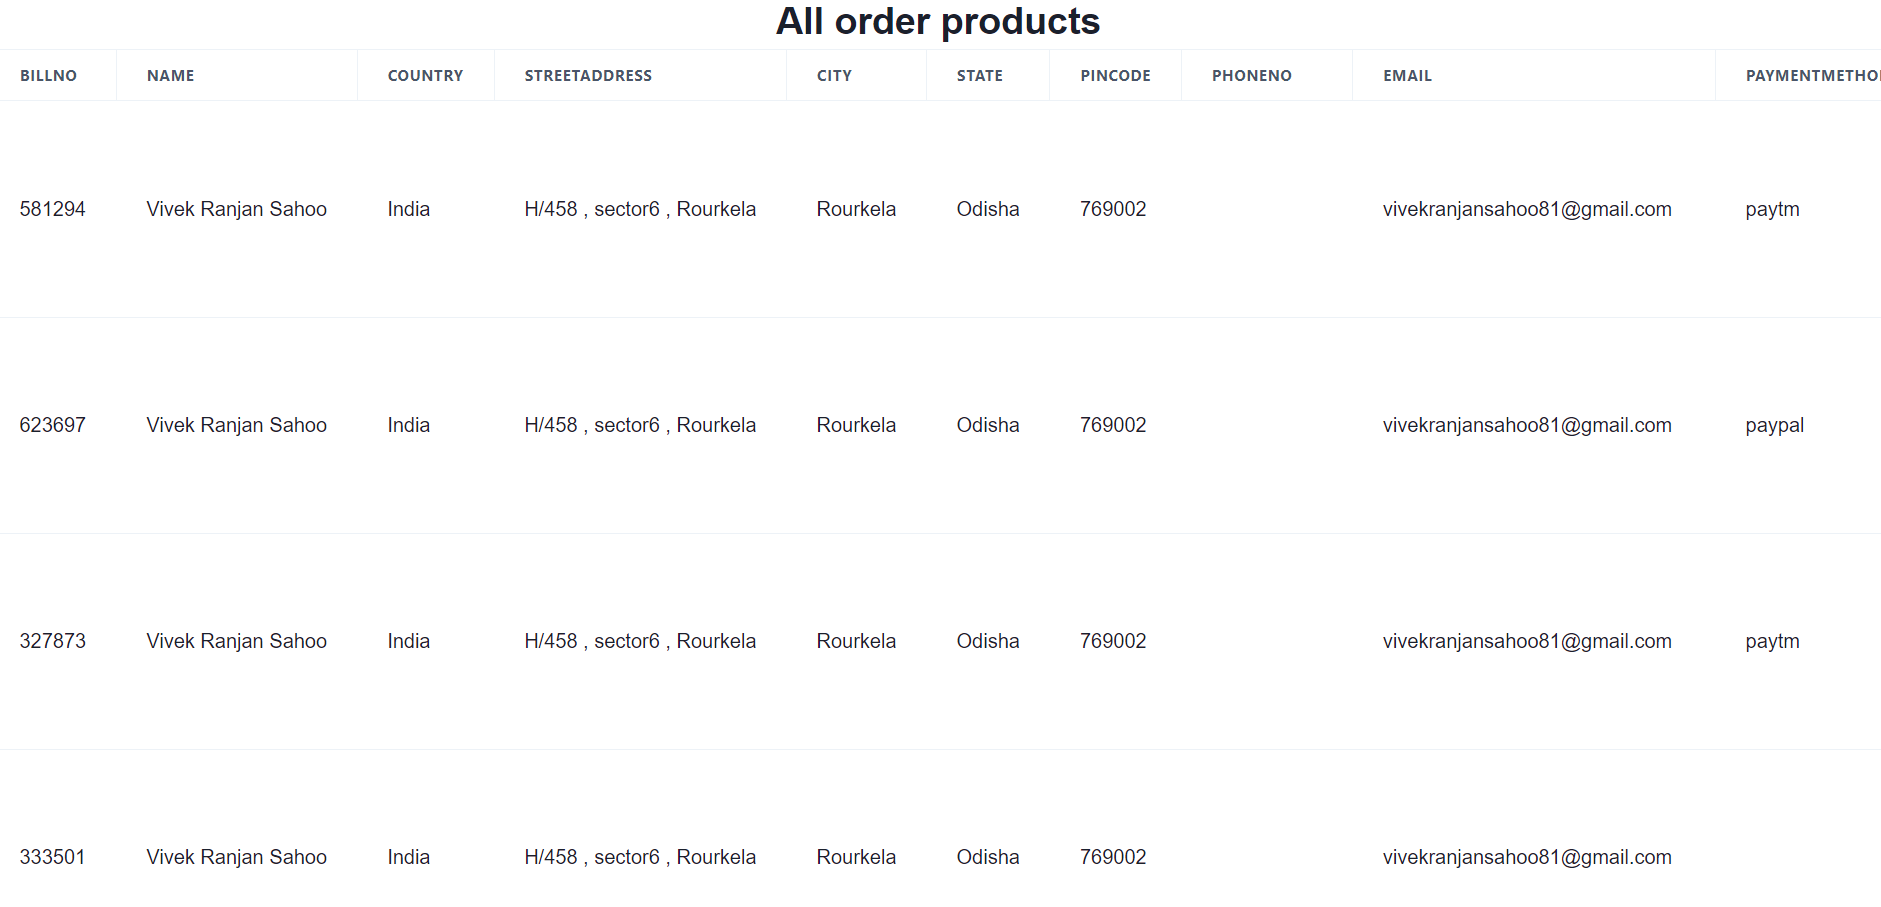 All order products
BILLNO NAME COUNTRY STREETADDRESS CITY STATE PINCODE PHONENO EMAIL PAYMENTMETHO
581294 Vivek Ranjan Sahoo India H/458 , sector6 , Rourkela Rourkela Odisha 769002 vivekranjansahoo81@gmail.com paytm
623697 Vivek Ranjan Sahoo India H/458 , sector6 , Rourkela Rourkela Odisha 769002 vivekranjansahoo81@gmail.com paypal
327873 Vivek Ranjan Sahoo India H/458 , sector6 , Rourkela Rourkela Odisha 769002 vivekranjansahoo81@gmail.com paytm
333501 Vivek Ranjan Sahoo India H/458 , sector6 , Rourkela Rourkela Odisha 769002 vivekranjansahoo81@gmail.com